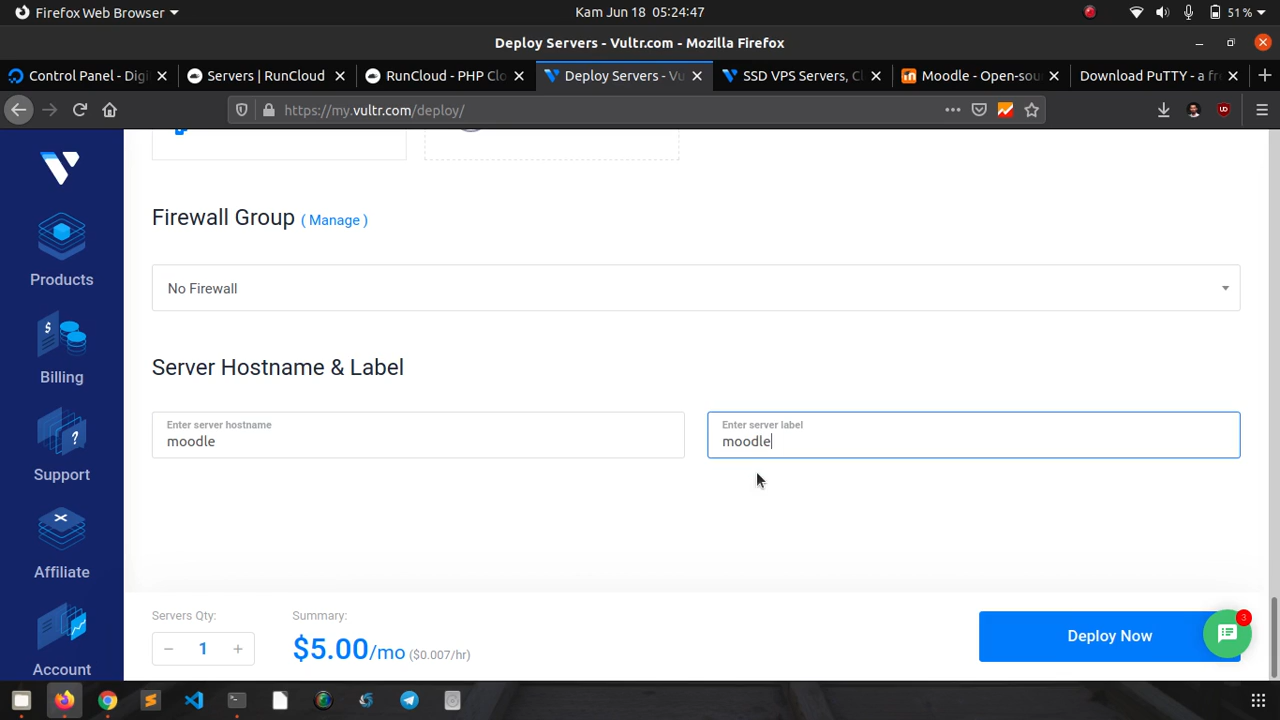 Firefox Web Browser
Kam Jun 18 05:24:47
51%
Deploy Servers - Vultr.com - Mozilla Firefox
Control Panel - Digi
Servers | RunCloud
RunCloud - PHP Clo
Deploy Servers - Vu
SSD VPS Servers, Cl
Moodle - Open-sou
Download PuTTY - a fr
https://my.vultr.com/deploy/
Products
Billing
Support
Affiliate
Account
Firewall Group ( Manage )
No Firewall
Server Hostname & Label
Enter server hostname
moodle
Enter server label
moodle
Servers Qty:
1
Summary:
$5.00/mo ($0.007/hr)
Deploy Now
3